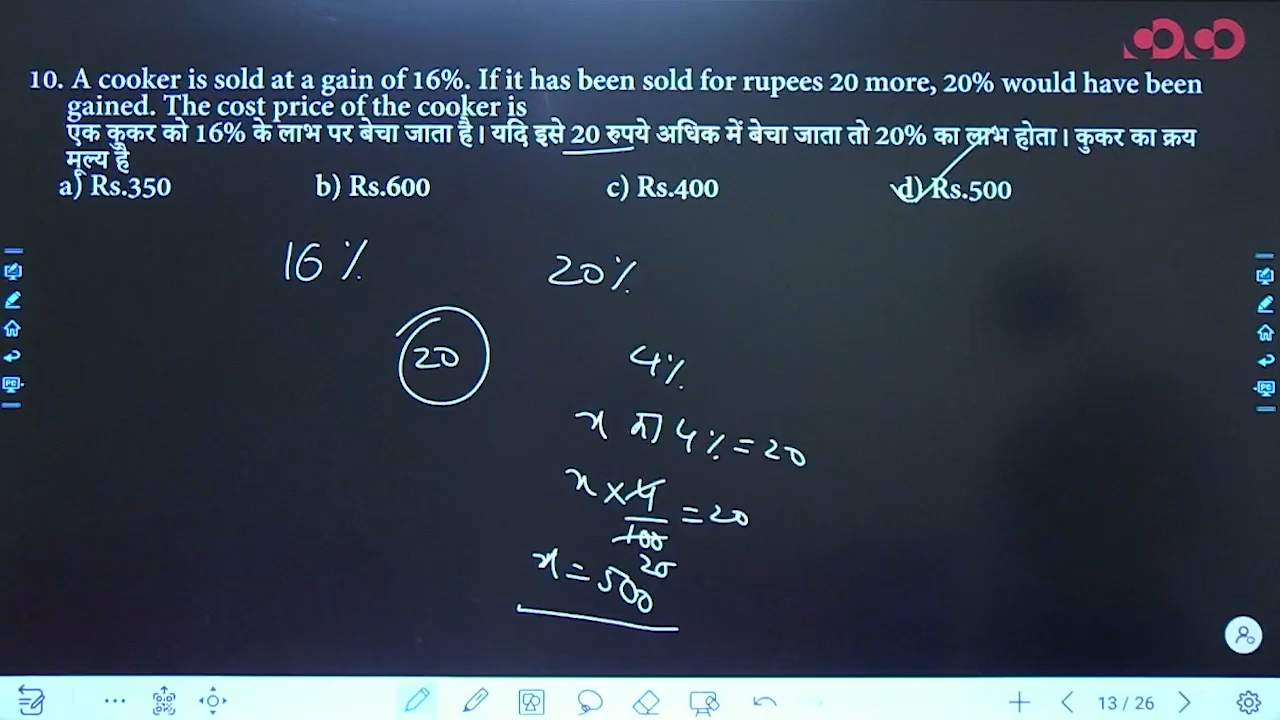 10. A cooker is sold at a gain of 16%. If it has been sold for rupees 20 more, 20% would have been
gained. The cost price of the cooker is
एक कुकर को 16% के लाभ पर बेचा जाता है। यदि इसे 20 रुपये अधिक में बेचा जाता तो 20% का लाभ होता। कुकर का क्रय
मूल्य है
a) Rs.350 b) Rs.600 c) Rs.400 d) Rs.500
16% 20%
20 4%
x का 4% = 20
x × 4/100 = 20
25
x = 500
13 / 26